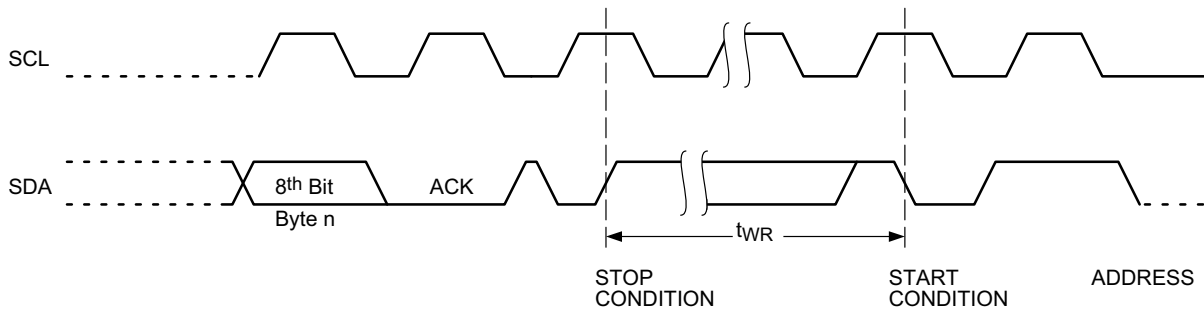 SCL
SDA
8th Bit
Byte n
ACK
tWR
STOP
CONDITION
START
CONDITION
ADDRESS